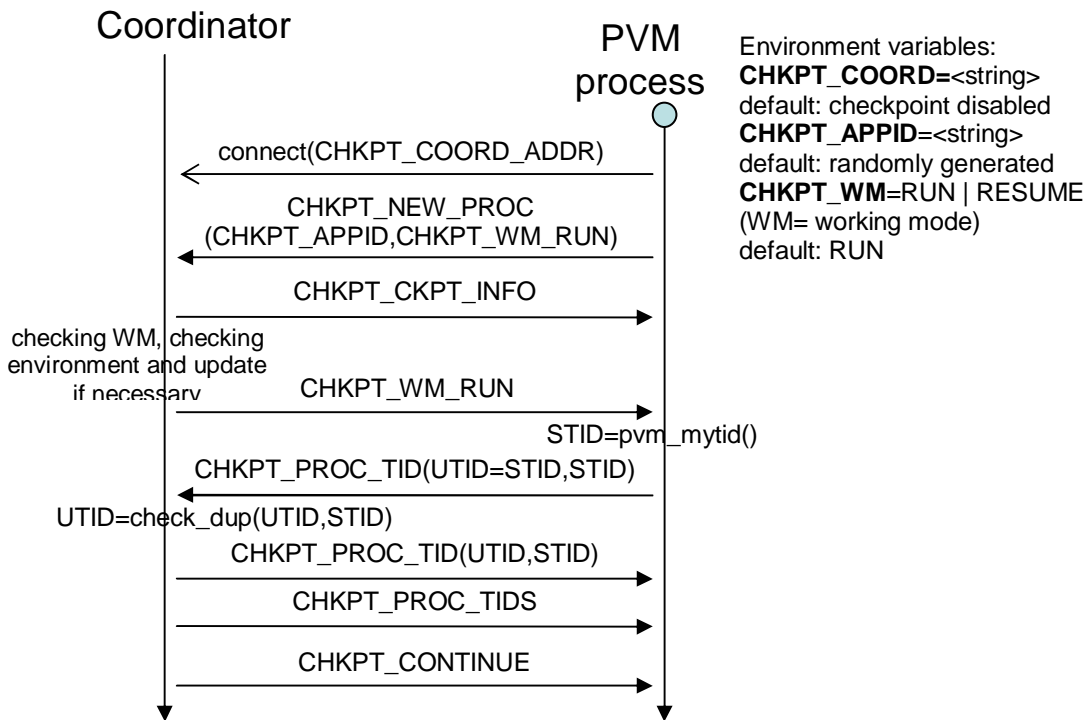 Coordinator
PVM
process
Environment variables:
CHKPT_COORD=<string>
default: checkpoint disabled
CHKPT_APPID=<string>
default: randomly generated
CHKPT_WM=RUN | RESUME
(WM= working mode)
default: RUN
connect(CHKPT_COORD_ADDR)
CHKPT_NEW_PROC
(CHKPT_APPID,CHKPT_WM_RUN)
CHKPT_CKPT_INFO
checking WM, checking
environment and update
if necessary
CHKPT_WM_RUN
STID=pvm_mytid()
CHKPT_PROC_TID(UTID=STID,STID)
UTID=check_dup(UTID,STID)
CHKPT_PROC_TID(UTID,STID)
CHKPT_PROC_TIDS
CHKPT_CONTINUE